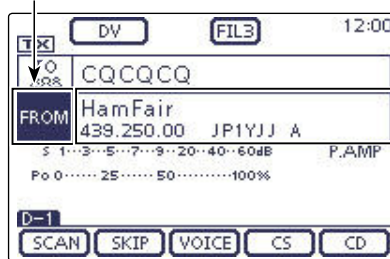 DV FIL3 12:00
TX
TO CQCQCQ
FROM HamFair
439.250.00 JP1YJJ A
S 1··3··5···7··9··20··40··60dB P.AMP
Po 0······25······50·········100%
D-1
SCAN SKIP VOICE CS CD